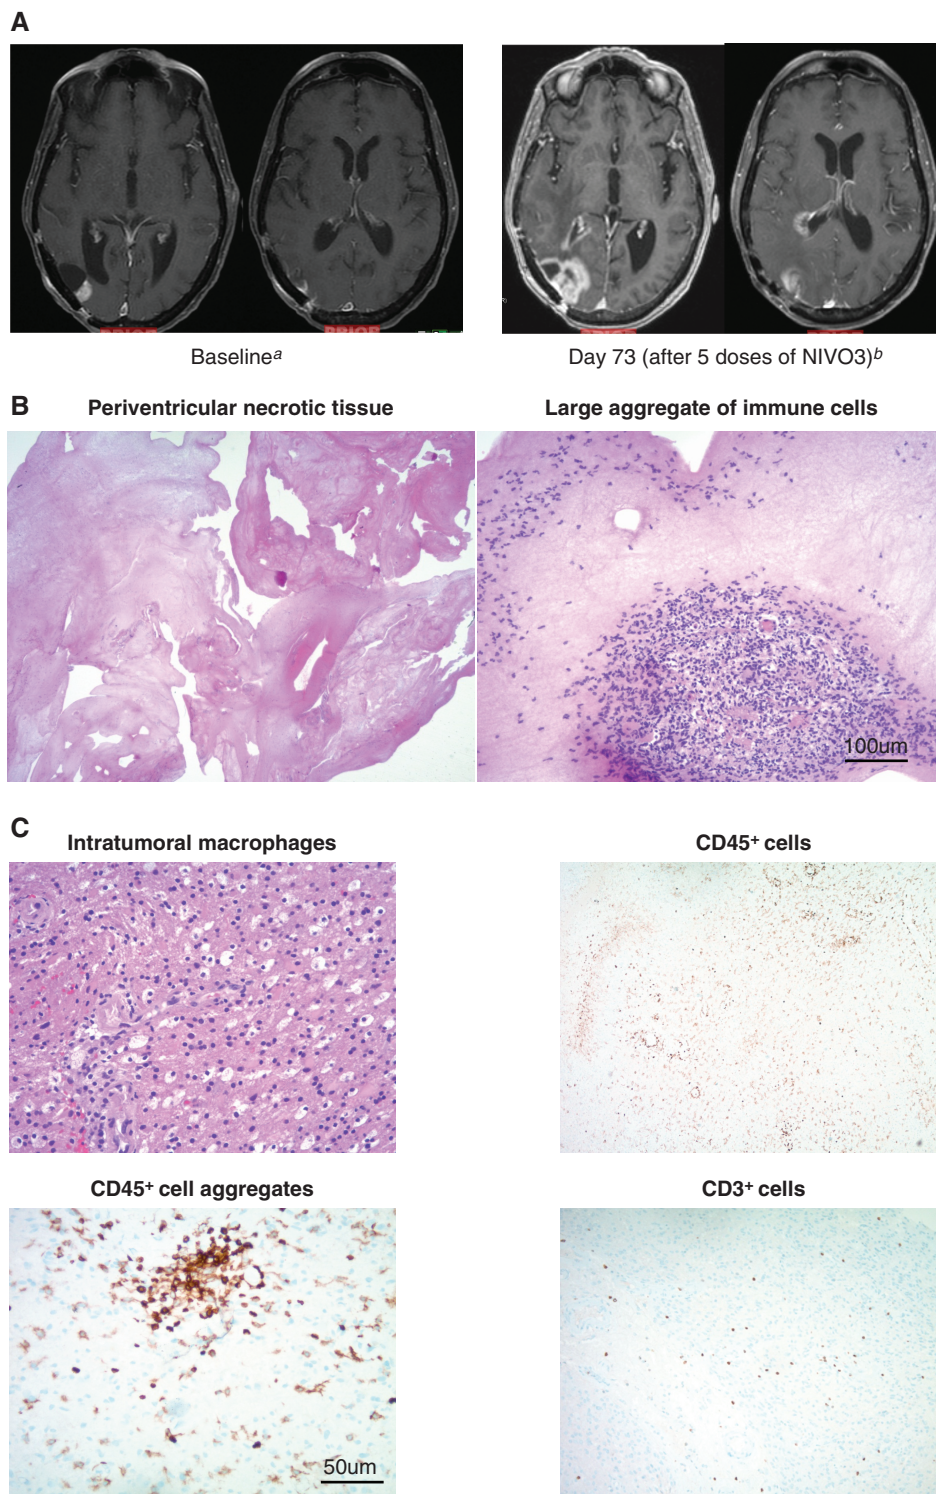 A
Baselineᵃ
Day 73 (after 5 doses of NIVO3)ᵇ
B
Periventricular necrotic tissue
Large aggregate of immune cells
100um
C
Intratumoral macrophages
CD45⁺ cells
CD45⁺ cell aggregates
CD3⁺ cells
50um